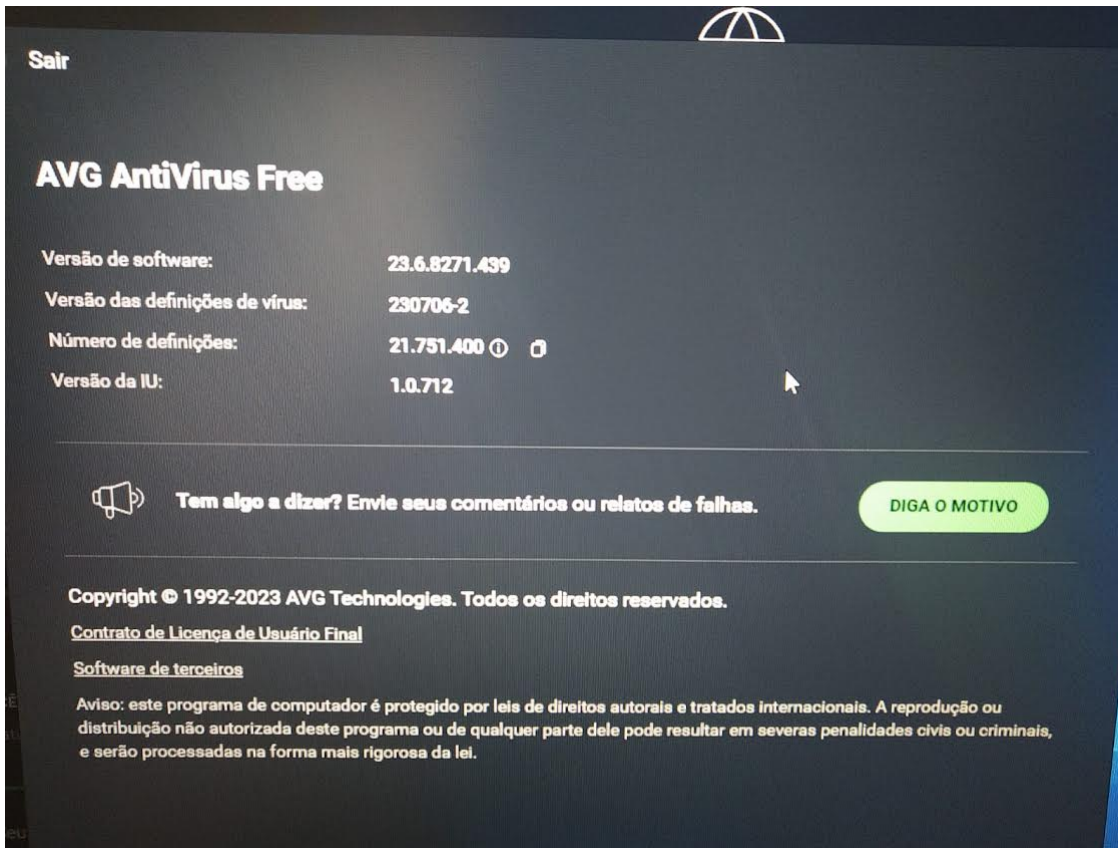 Sair
AVG AntiVirus Free
Versão de software: 23.6.8271.439
Versão das definições de vírus: 230706-2
Número de definições: 21.751.400
Versão da IU: 1.0.712
Tem algo a dizer? Envie seus comentários ou relatos de falhas. DIGA O MOTIVO
Copyright © 1992-2023 AVG Technologies. Todos os direitos reservados.
Contrato de Licença de Usuário Final
Software de terceiros
Aviso: este programa de computador é protegido por leis de direitos autorais e tratados internacionais. A reprodução ou
distribuição não autorizada deste programa ou de qualquer parte dele pode resultar em severas penalidades civis ou criminais,
e serão processadas na forma mais rigorosa da lei.